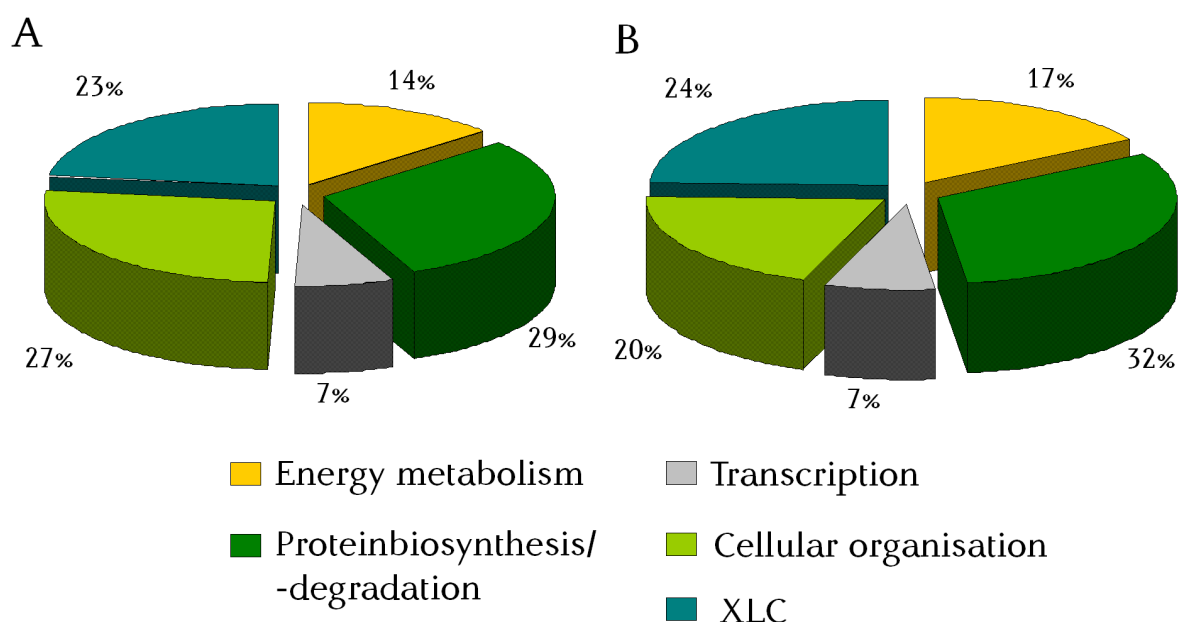 A
B
23%
14%
24%
17%
27%
7%
29%
20%
7%
32%
Energy metabolism
Transcription
Proteinbiosynthesis/
-degradation
Cellular organisation
XLC